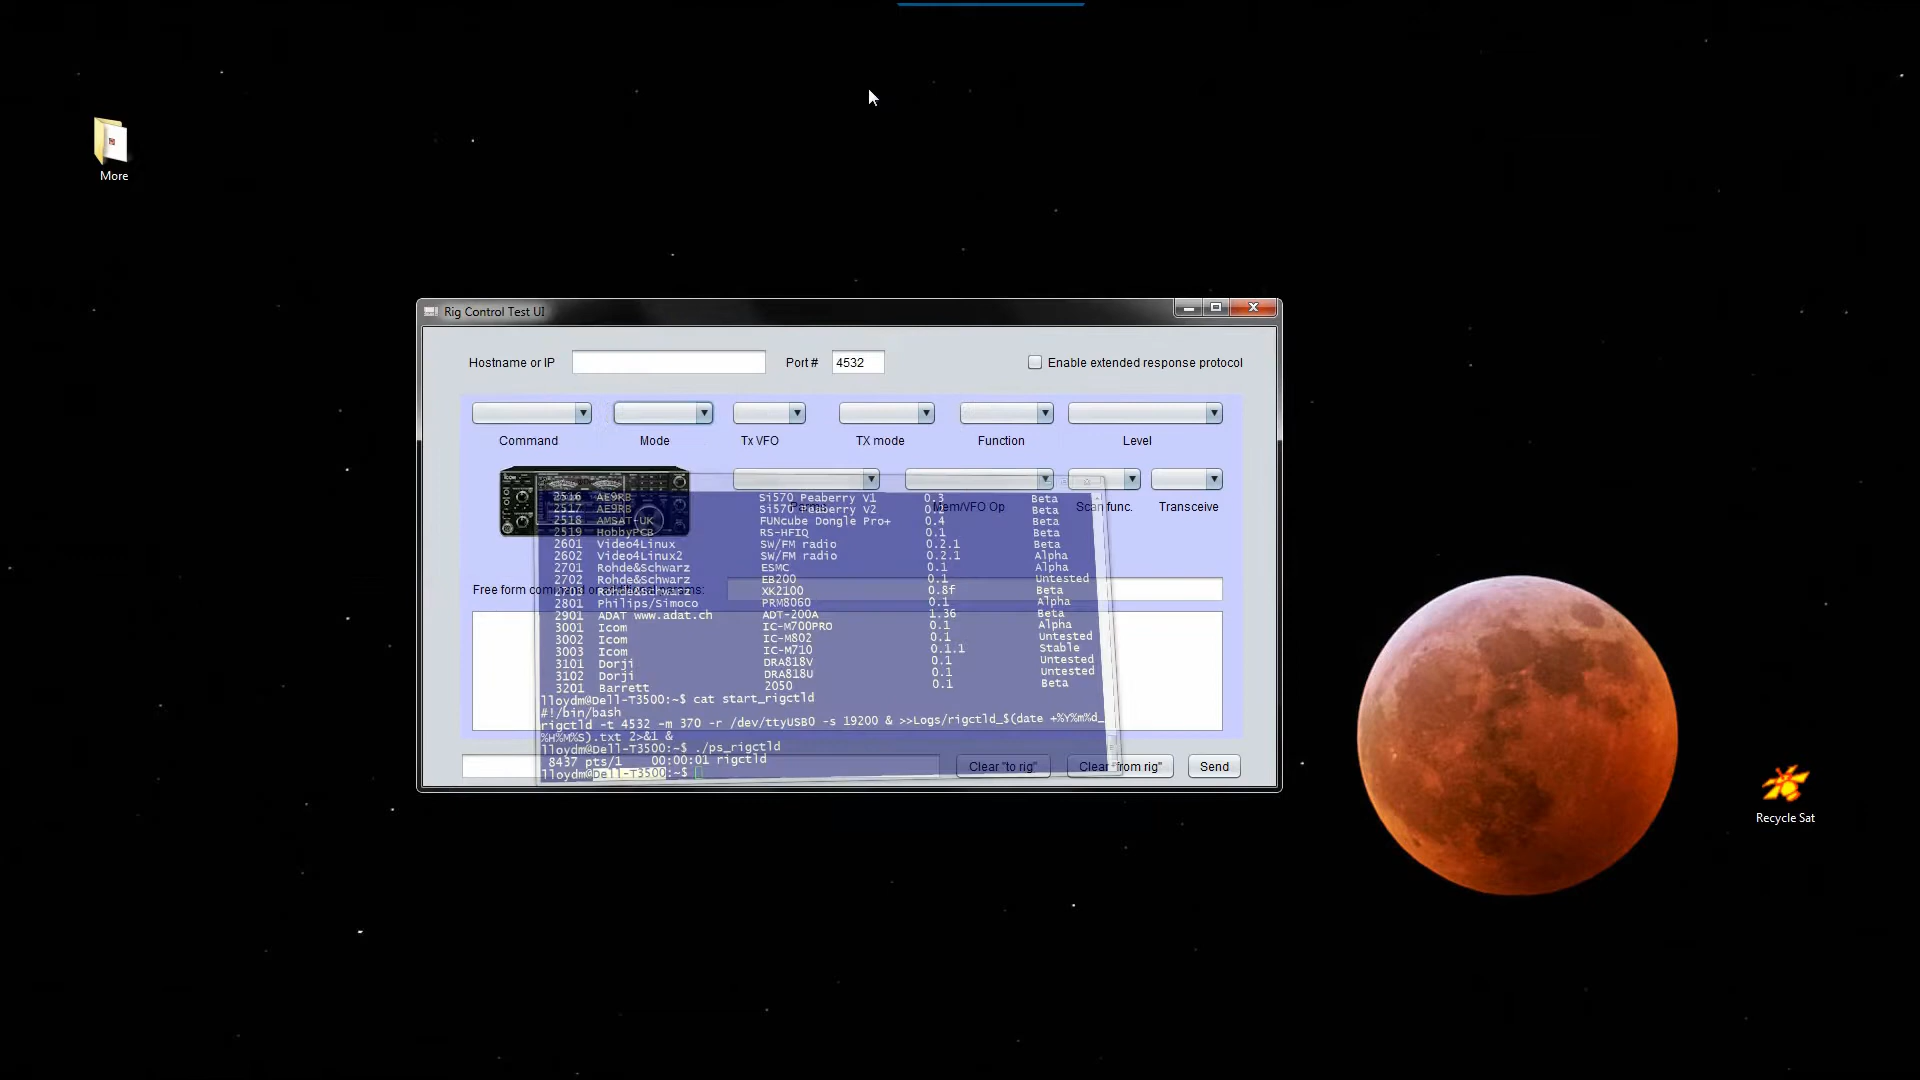 More
Rig Control Test UI
Hostname or IP
Port # 4532
Enable extended response protocol
Command Mode Tx VFO TX mode Function Level
Mem/VFO Op Scan func. Transceive
2516 AE9RB Si570 Peaberry V1 0.3 Beta
2517 AE9RB Si570 Peaberry V2 Beta
2518 AMSAT-UK FUNcube Dongle Pro+ 0.4 Beta
2519 HobbyPCB RS-HFIQ 0.1 Beta
2601 Video4Linux SW/FM radio 0.2.1 Beta
2602 Video4Linux2 SW/FM radio 0.2.1 Alpha
2701 Rohde&Schwarz ESMC 0.1 Alpha
2702 Rohde&Schwarz EB200 0.1 Untested
Free form
2703 Rohde&Schwarz XK2100 0.8f Beta
2801 Philips/Simoco PRM8060 0.1 Alpha
2901 ADAT www.adat.ch ADT-200A 1.36 Beta
3001 Icom IC-M700PRO 0.1 Alpha
3002 Icom IC-M802 0.1 Untested
3003 Icom IC-M710 0.1.1 Stable
3101 Dorji DRA818V 0.1 Untested
3102 Dorji DRA818U 0.1 Untested
3201 Barrett 2050 0.1 Beta
lloydm@Dell-T3500:~$ cat start_rigctld
#!/bin/bash
rigctld -t 4532 -m 370 -r /dev/ttyUSB0 -s 19200 & >>Logs/rigctld_$(date +%Y%m%d_
%H%M%S).txt 2>&1 &
lloydm@Dell-T3500:~$ ./ps_rigctld
8437 pts/1 00:00:01 rigctld
lloydm@Dell-T3500:~$
Clear "to rig" Clear "from rig" Send
Recycle Sat